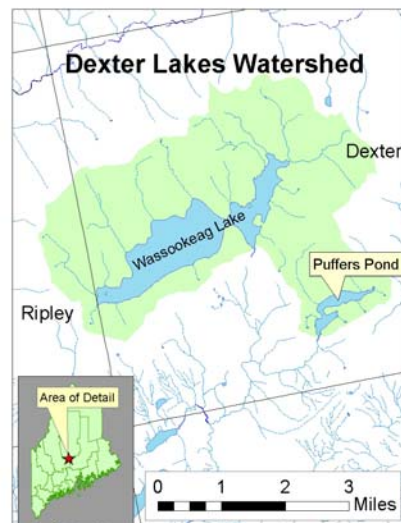 Dexter Lakes Watershed
Dexter
Wassookeag Lake
Puffers Pond
Ripley
Area of Detail
0 1 2 3
Miles